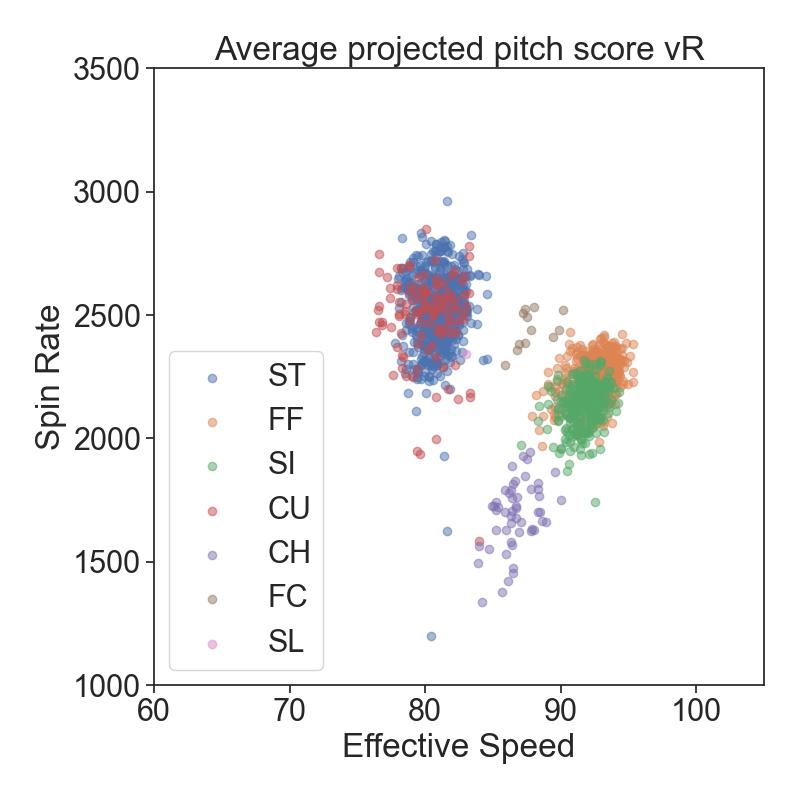 Average projected pitch score vR
3500
3000
2500
2000
1500
1000
Spin Rate
ST
FF
SI
CU
CH
FC
SL
60 70 80 90 100
Effective Speed